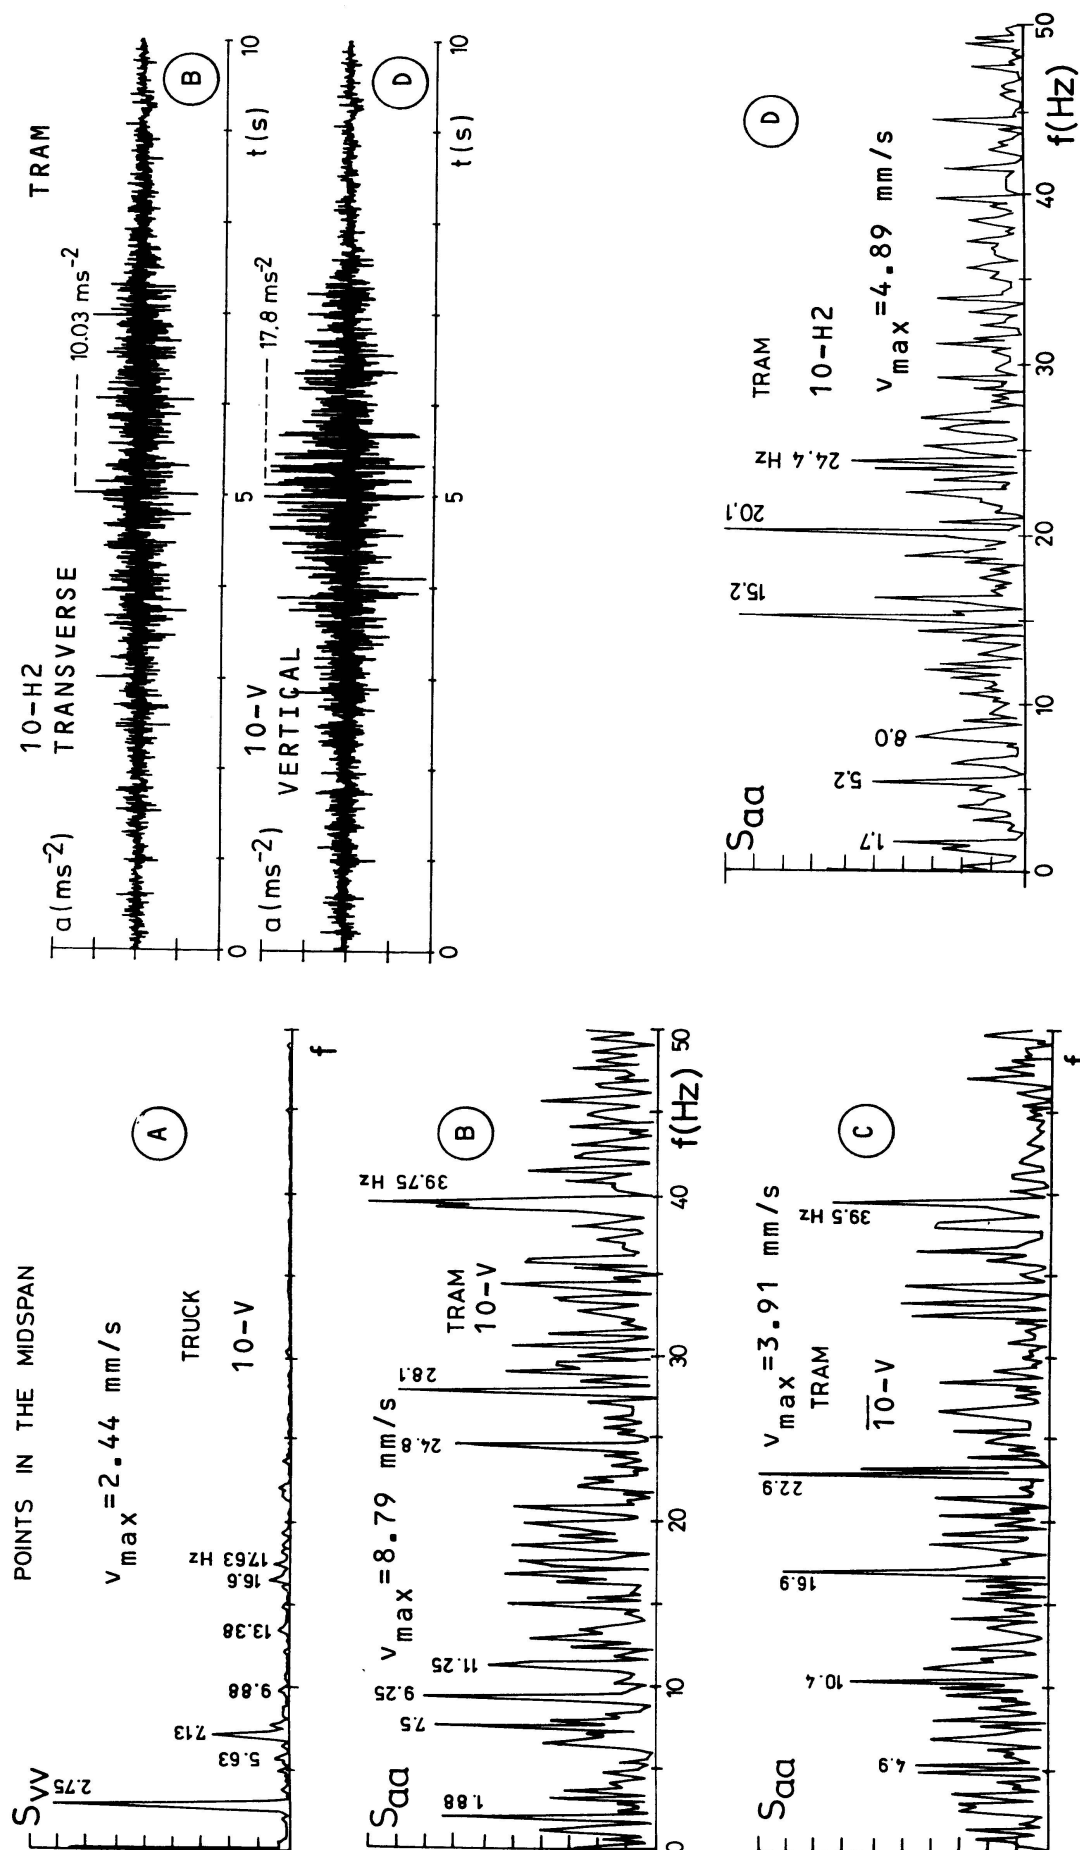 POINTS IN THE MIDSPAN
Svv
2.75
5.63
7.13
9.88
13.38
16.6
17.63 Hz
vmax=2.44 mm/s
TRUCK
10-V
A
f
Saa
1.88
7.5
9.25
11.25
24.8
28.1
39.75 Hz
vmax=8.79 mm/s
TRAM
10-V
B
0
10
20
30
40
50
f(Hz)
Saa
4.9
10.4
16.9
22.9
39.5 Hz
vmax=3.91 mm/s
TRAM
10-V
C
f
10-H2
TRANSVERSE
TRAM
a(ms-2)
10.03 ms-2
B
0
5
10
t(s)
10-V
VERTICAL
a(ms-2)
17.8 ms-2
D
0
5
10
t(s)
Saa
1.7
5.2
8.0
15.2
20.1
24.4 Hz
TRAM
10-H2
vmax=4.89 mm/s
D
0
10
20
30
40
50
f(Hz)